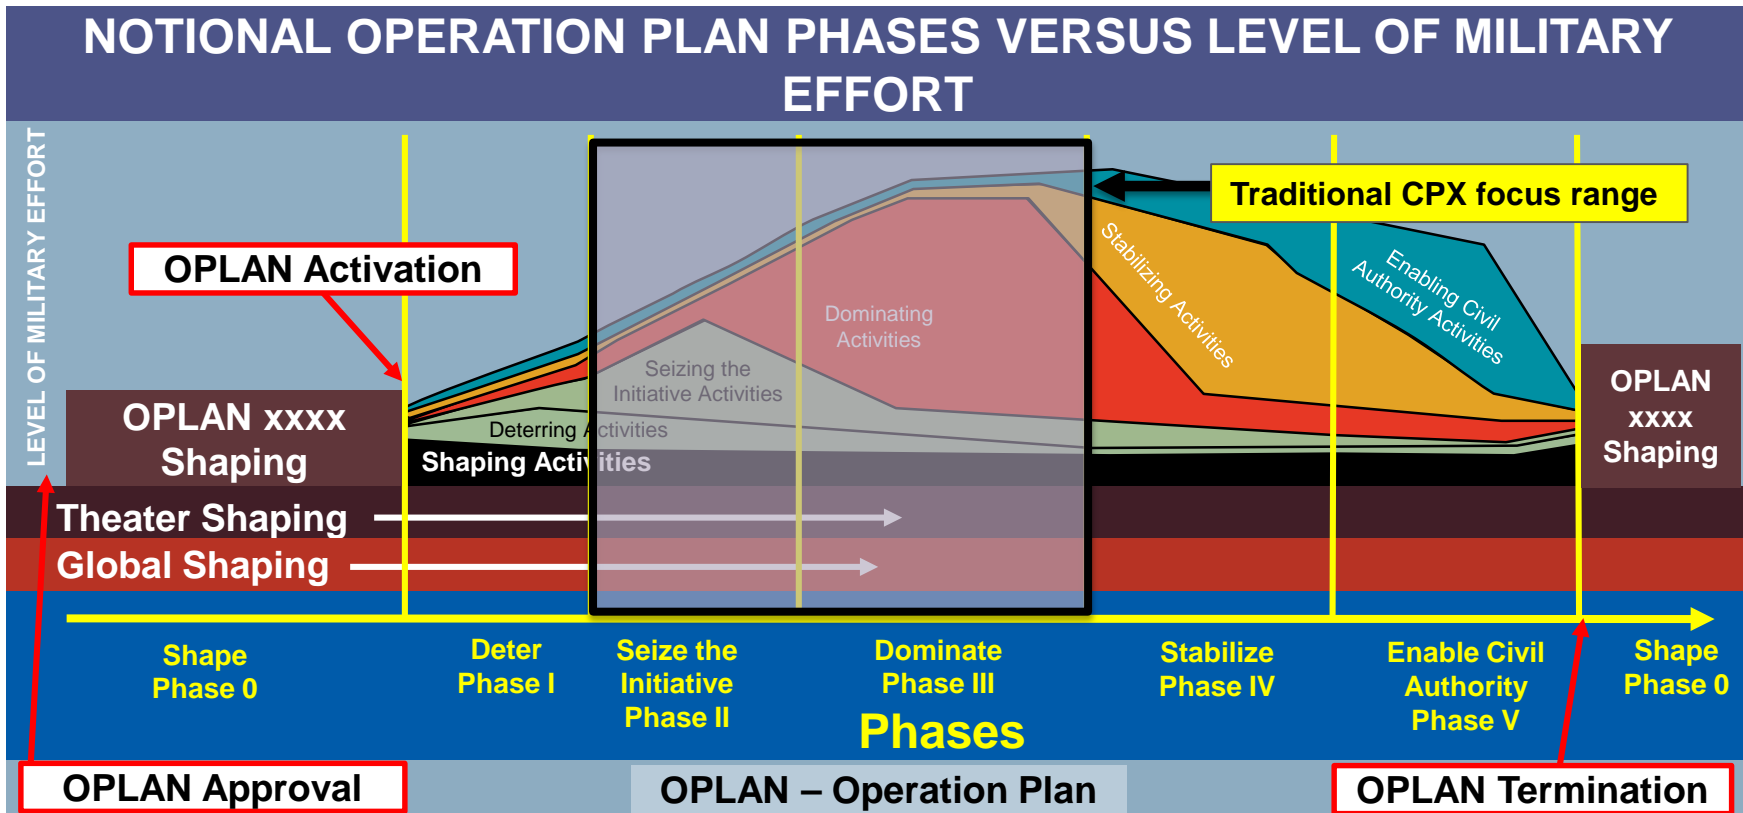 NOTIONAL OPERATION PLAN PHASES VERSUS LEVEL OF MILITARY
EFFORT
LEVEL OF MILITARY EFFORT
Traditional CPX focus range
OPLAN Activation
Stabilizing Activities
Enabling Civil
Authority Activities
Dominating
Activities
Seizing the
Initiative Activities
Deterring Activities
Shaping Activities
OPLAN xxxx
Shaping
OPLAN
xxxx
Shaping
Theater Shaping
Global Shaping
Shape
Phase 0
Deter
Phase I
Seize the
Initiative
Phase II
Dominate
Phase III
Stabilize
Phase IV
Enable Civil
Authority
Phase V
Shape
Phase 0
Phases
OPLAN Approval
OPLAN – Operation Plan
OPLAN Termination